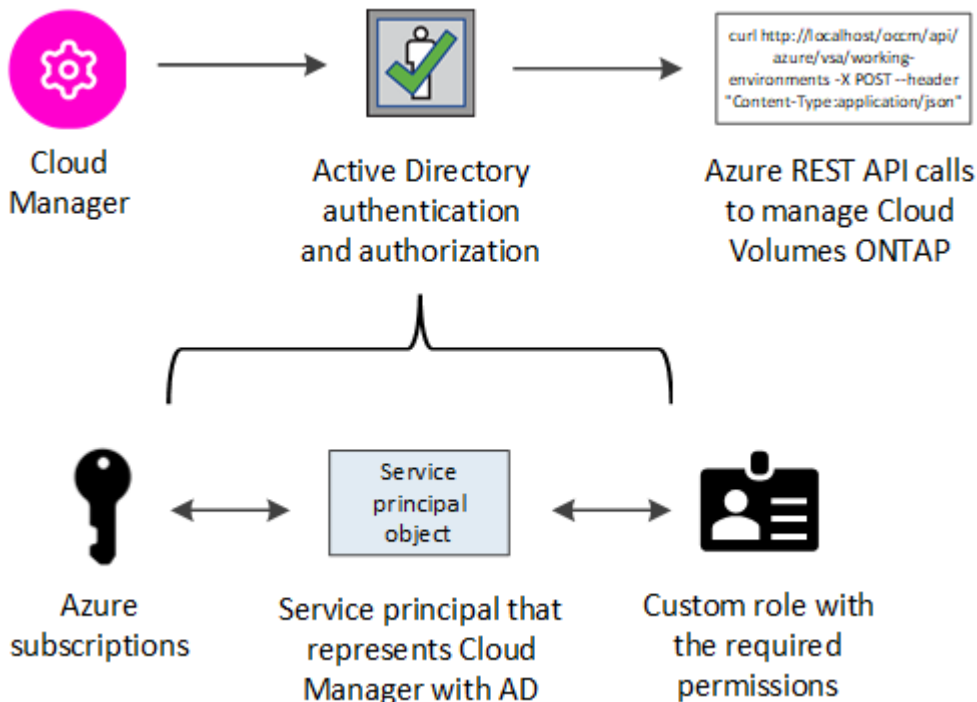 curl http://localhost/occm/api/
azure/vsa/working-
environments -X POST --header
"Content-Type:application/json"
Cloud
Manager
Active Directory
authentication
and authorization
Azure REST API calls
to manage Cloud
Volumes ONTAP
Service
principal
object
Azure
subscriptions
Service principal that
represents Cloud
Manager with AD
Custom role with
the required
permissions